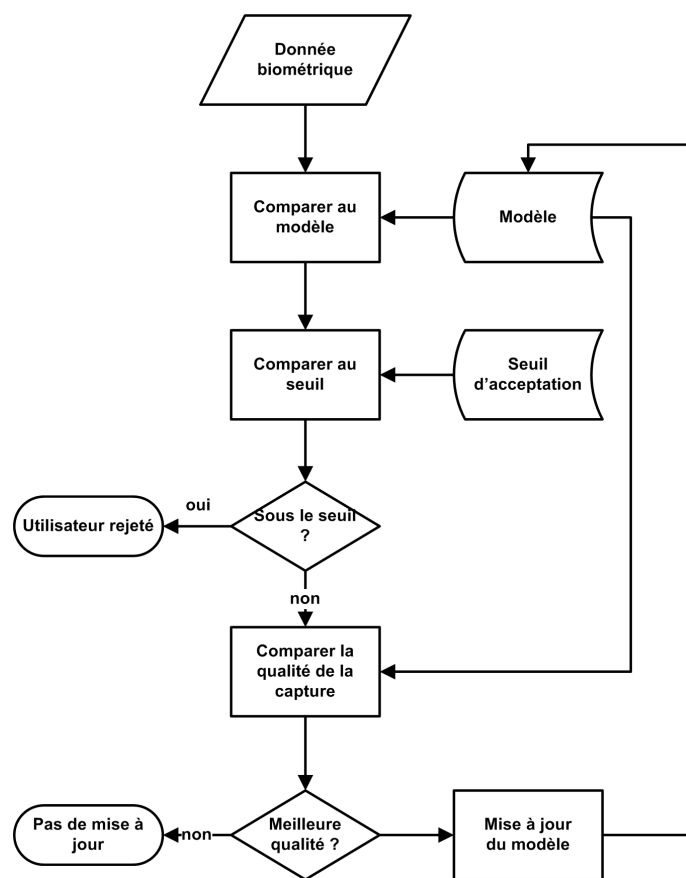 Donnée
biométrique
Comparer au
modèle
Modèle
Comparer au
seuil
Seuil
d'acceptation
oui
Utilisateur rejeté
Sous le seuil
?
non
Comparer la
qualité de la
capture
Pas de mise à
jour
non
Meilleure
qualité ?
Mise à jour
du modèle